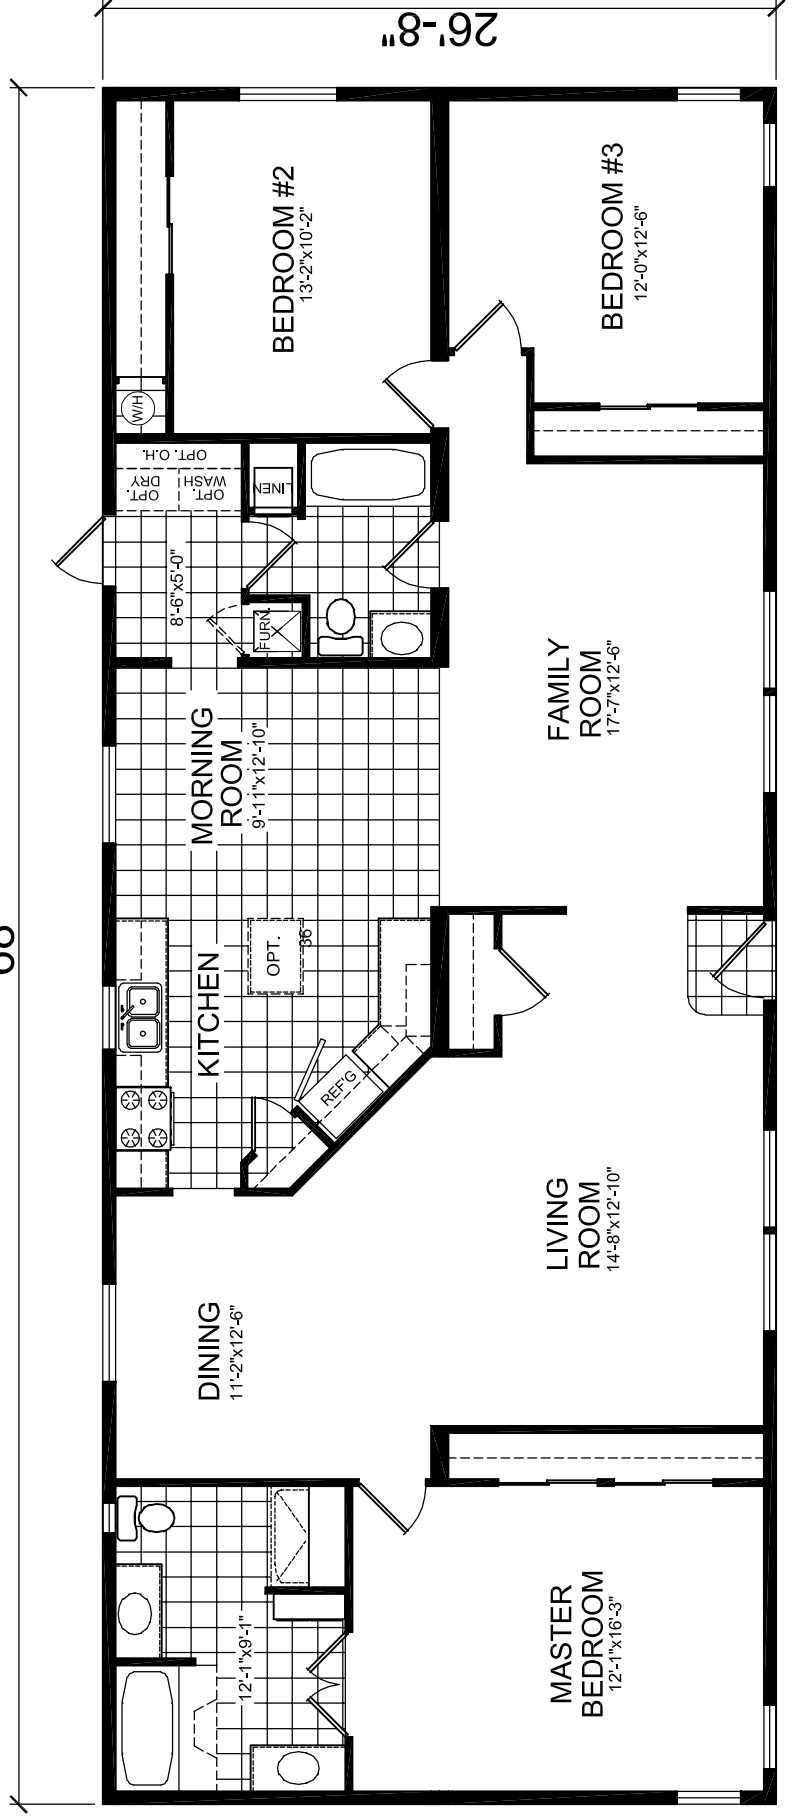 26'-8"
BEDROOM #2
13'-2"x10'-2"
BEDROOM #3
12'-0"x12'-6"
W/H
OPT. O.H.
OPT.
DRY
OPT.
WASH
LINEN
8'-6"x5'-0"
FURN.
MORNING
ROOM
9'-11"x12'-10"
FAMILY
ROOM
17'-7"x12'-6"
KITCHEN
OPT.
36
REF'G
DINING
11'-2"x12'-6"
LIVING
ROOM
14'-8"x12'-10"
12'-1"x9'-1"
MASTER
BEDROOM
12'-1"x16'-3"